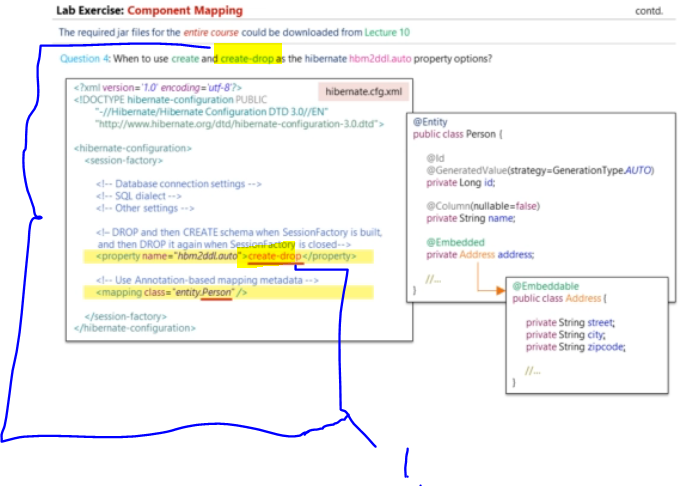 Lab Exercise: Component Mapping
contd.
The required jar files for the entire course could be downloaded from Lecture 10
Question 4: When to use create and create-drop as the hibernate hbm2ddl.auto property options?
hibernate.cfg.xml
<?xml version='1.0' encoding='utf-8'?>
<!DOCTYPE hibernate-configuration PUBLIC
"-//Hibernate/Hibernate Configuration DTD 3.0//EN"
"http://www.hibernate.org/dtd/hibernate-configuration-3.0.dtd">
<hibernate-configuration>
<session-factory>
<!-- Database connection settings -->
<!-- SQL dialect -->
<!-- Other settings -->
<!-- DROP and then CREATE schema when SessionFactory is built,
and then DROP it again when SessionFactory is closed-->
<property name="hbm2ddl.auto">create-drop</property>
<!-- Use Annotation-based mapping metadata -->
<mapping class="entity.Person" />
</session-factory>
</hibernate-configuration>
@Entity
public class Person {
@Id
@GeneratedValue(strategy=GenerationType.AUTO)
private Long id;
@Column(nullable=false)
private String name;
@Embedded
private Address address;
//...
}
@Embeddable
public class Address {
private String street;
private String city;
private String zipcode;
//...
}